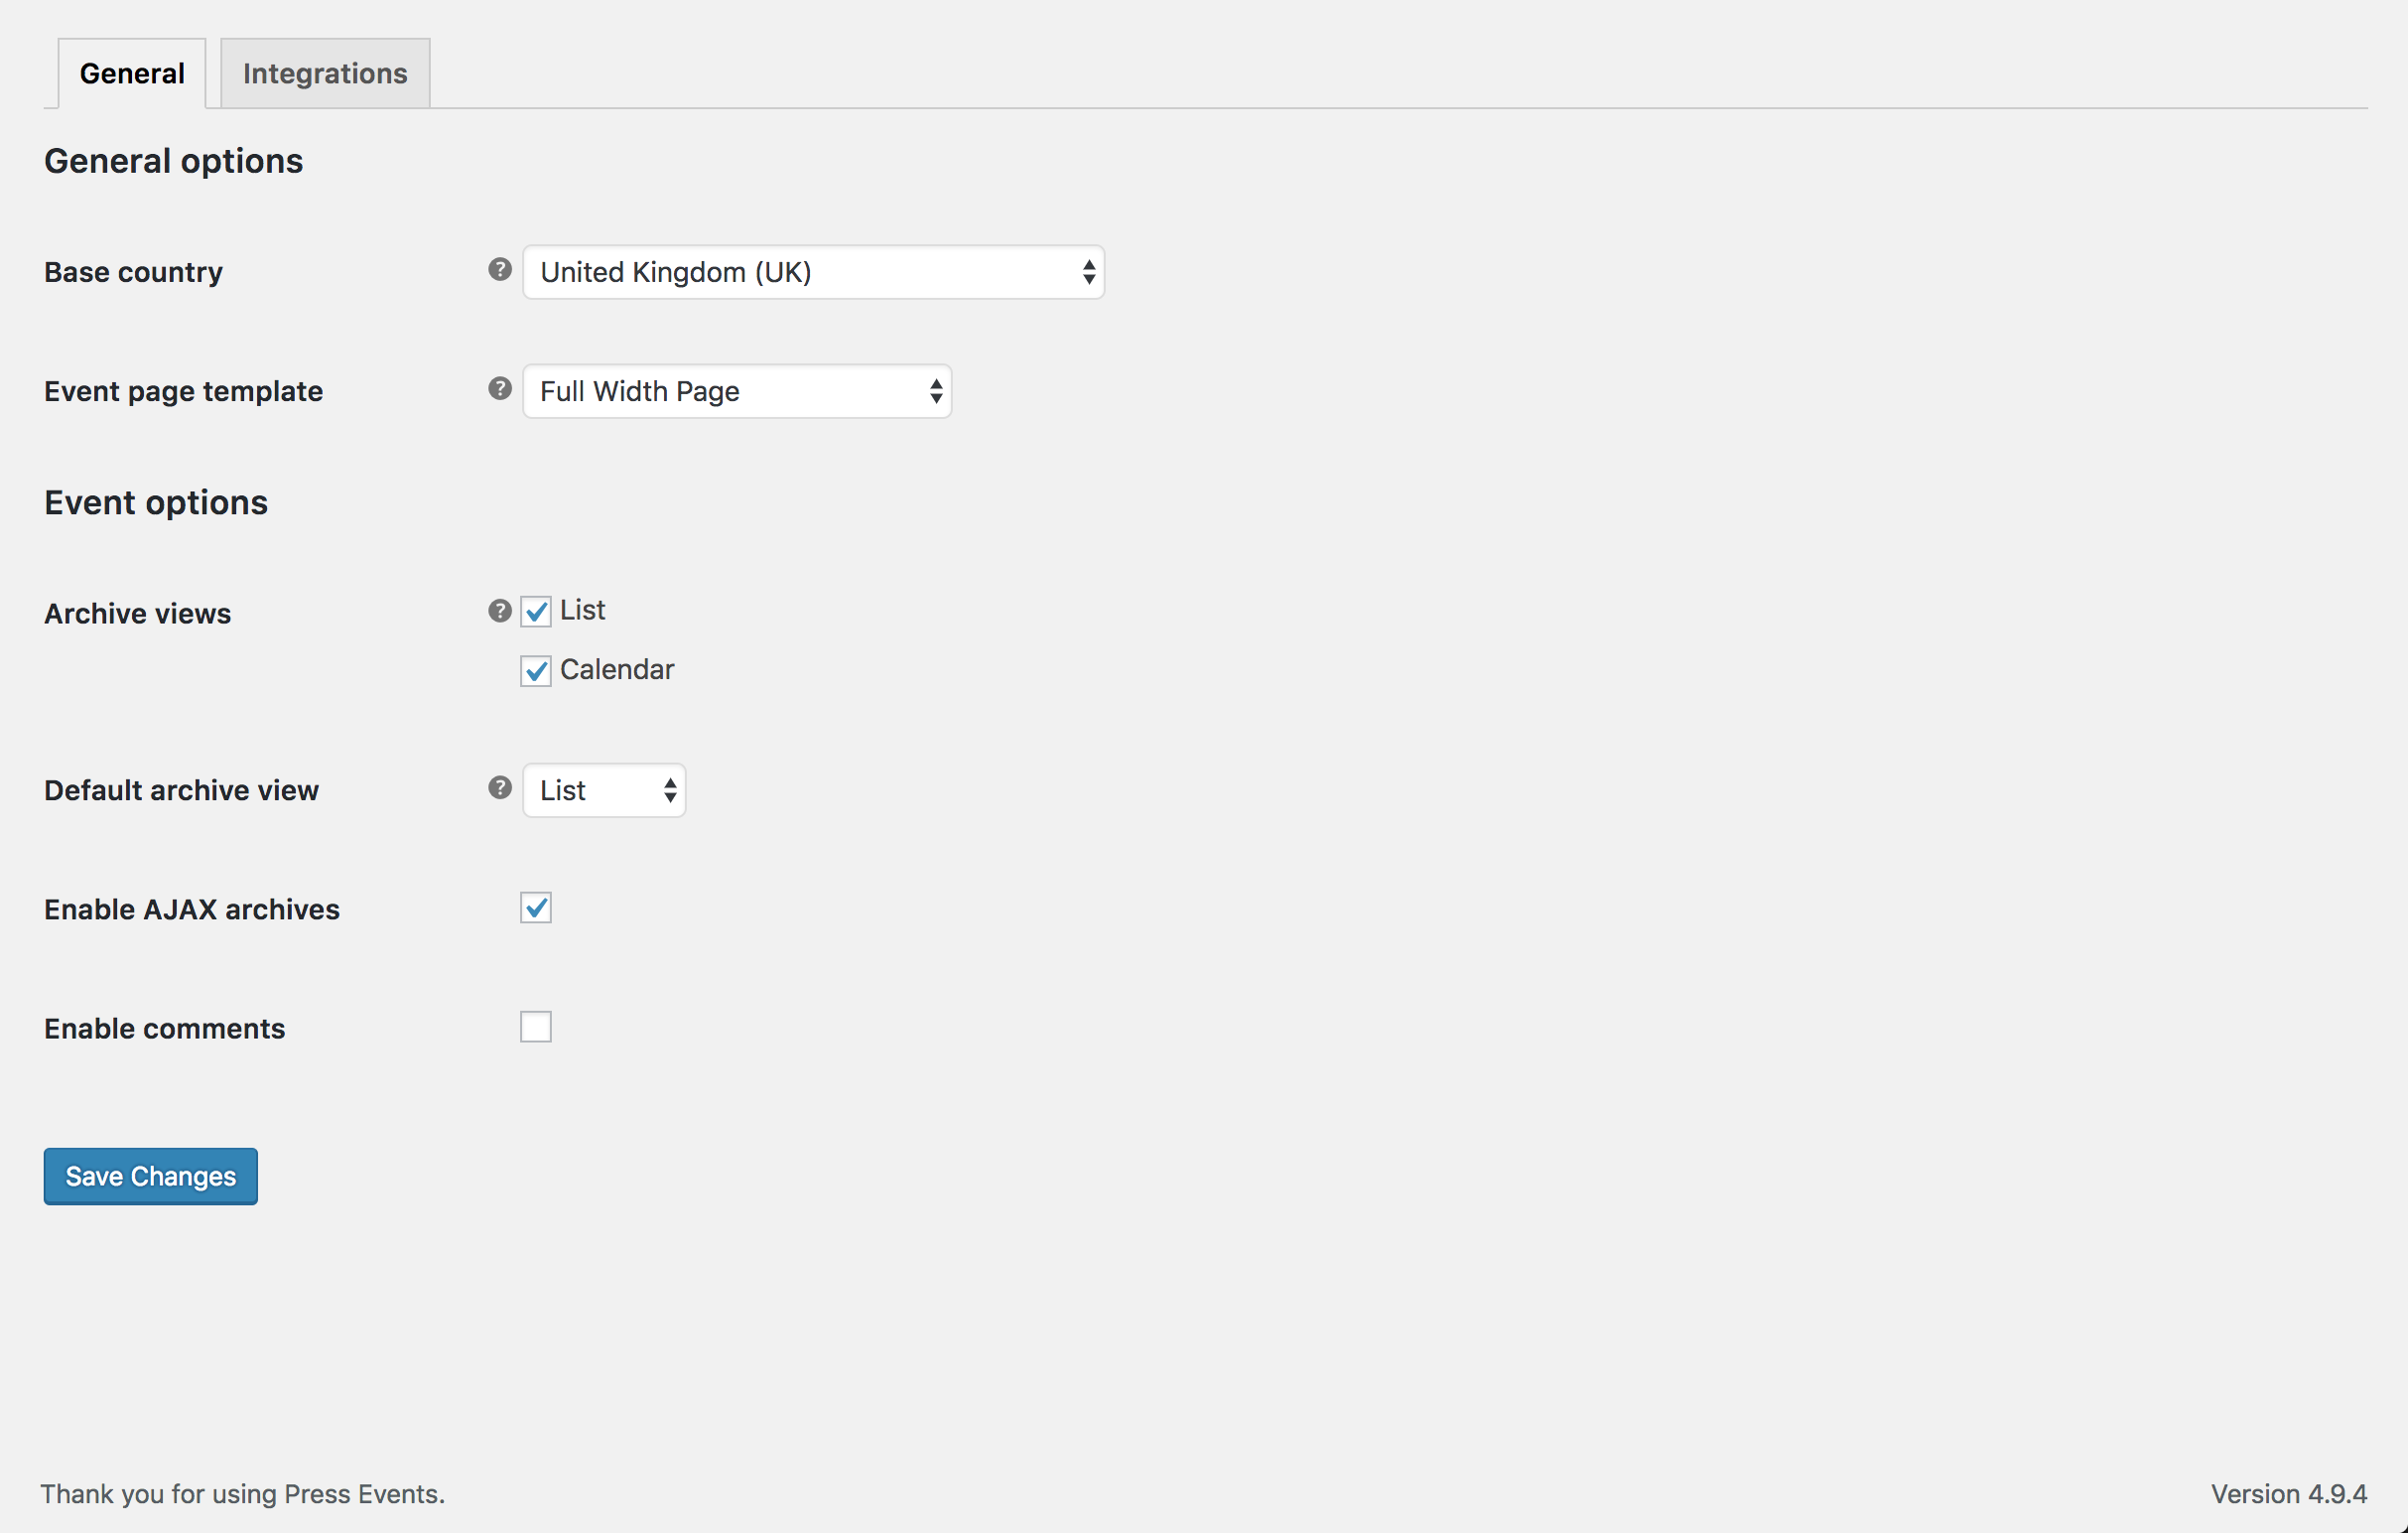 General
Integrations
General options
Base country
? United Kingdom (UK)
Event page template
? Full Width Page
Event options
Archive views
? List
Calendar
Default archive view
? List
Enable AJAX archives
Enable comments
Save Changes
Thank you for using Press Events.
Version 4.9.4